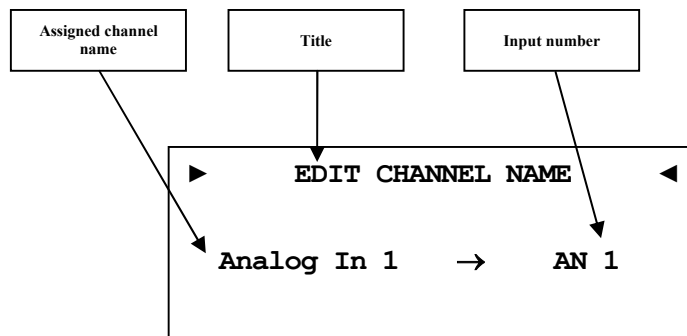 Assigned channel
name
Title
Input number
► EDIT CHANNEL NAME ◄
Analog In 1 → AN 1